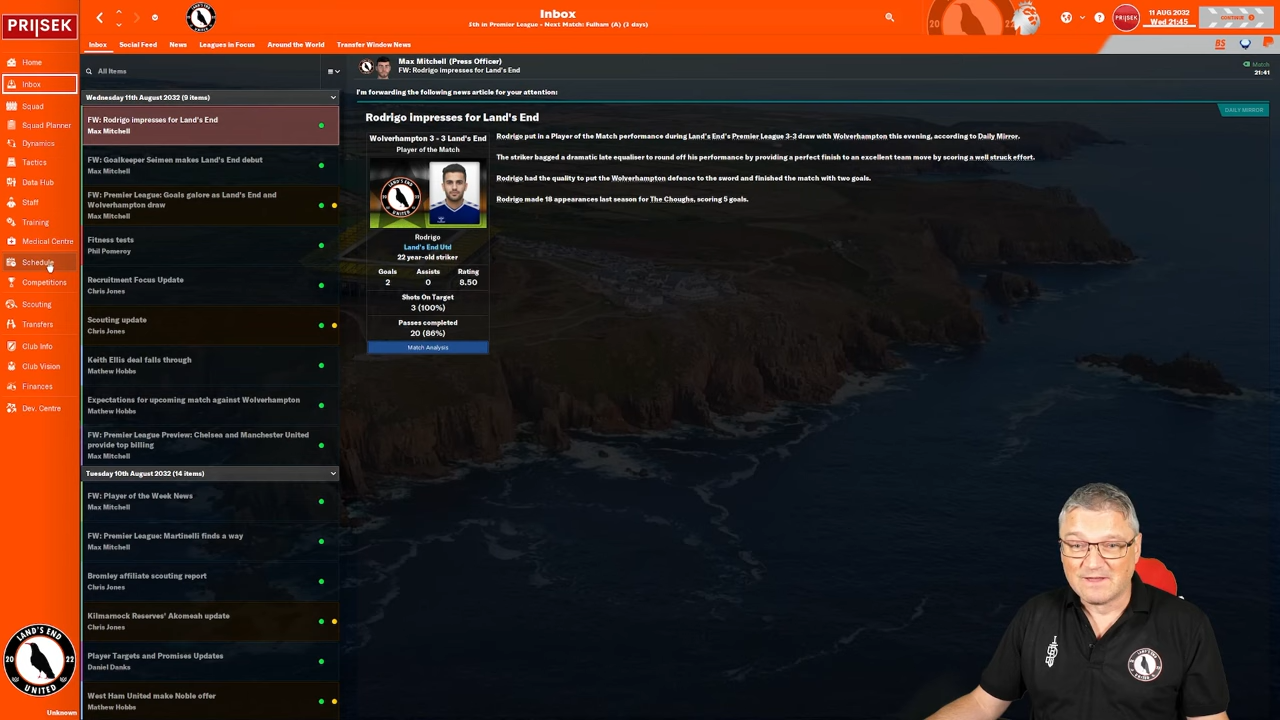 PRIJSEK
Inbox
5th in Premier League - Next Match: Fulham (A) (3 days)
PRIJSEK
11 AUG 2032
Wed 21:45
CONTINUE
Inbox
Social Feed
News
Leagues in Focus
Around the World
Transfer Window News
BS
Home
Inbox
Squad
Squad Planner
Dynamics
Tactics
Data Hub
Staff
Training
Medical Centre
Schedule
Competitions
Scouting
Transfers
Club Info
Club Vision
Finances
Dev. Centre
LAND'S END
20 22
UNITED
Unknown
All Items
Wednesday 11th August 2032 (9 items)
FW: Rodrigo impresses for Land's End
Max Mitchell
FW: Goalkeeper Seimen makes Land's End debut
Max Mitchell
FW: Premier League: Goals galore as Land's End and
Wolverhampton draw
Max Mitchell
Fitness tests
Phil Pomeroy
Recruitment Focus Update
Chris Jones
Scouting update
Chris Jones
Keith Ellis deal falls through
Mathew Hobbs
Expectations for upcoming match against Wolverhampton
Mathew Hobbs
FW: Premier League Preview: Chelsea and Manchester United
provide top billing
Max Mitchell
Tuesday 10th August 2032 (14 items)
FW: Player of the Week News
Max Mitchell
FW: Premier League: Martinelli finds a way
Max Mitchell
Bromley affiliate scouting report
Chris Jones
Kilmarnock Reserves' Akomeah update
Chris Jones
Player Targets and Promises Updates
Daniel Danks
West Ham United make Noble offer
Mathew Hobbs
Max Mitchell (Press Officer)
FW: Rodrigo impresses for Land's End
Match
21:41
I'm forwarding the following news article for your attention:
DAILY MIRROR
Rodrigo impresses for Land's End
Wolverhampton 3 - 3 Land's End
Player of the Match
Rodrigo
Land's End Utd
22 year-old striker
Goals Assists Rating
2 0 8.50
Shots On Target
3 (100%)
Passes completed
20 (86%)
Match Analysis
Rodrigo put in a Player of the Match performance during Land's End's Premier League 3-3 draw with Wolverhampton this evening, according to Daily Mirror.
The striker bagged a dramatic late equaliser to round off his performance by providing a perfect finish to an excellent team move by scoring a well struck effort.
Rodrigo had the quality to put the Wolverhampton defence to the sword and finished the match with two goals.
Rodrigo made 18 appearances last season for The Choughs, scoring 5 goals.